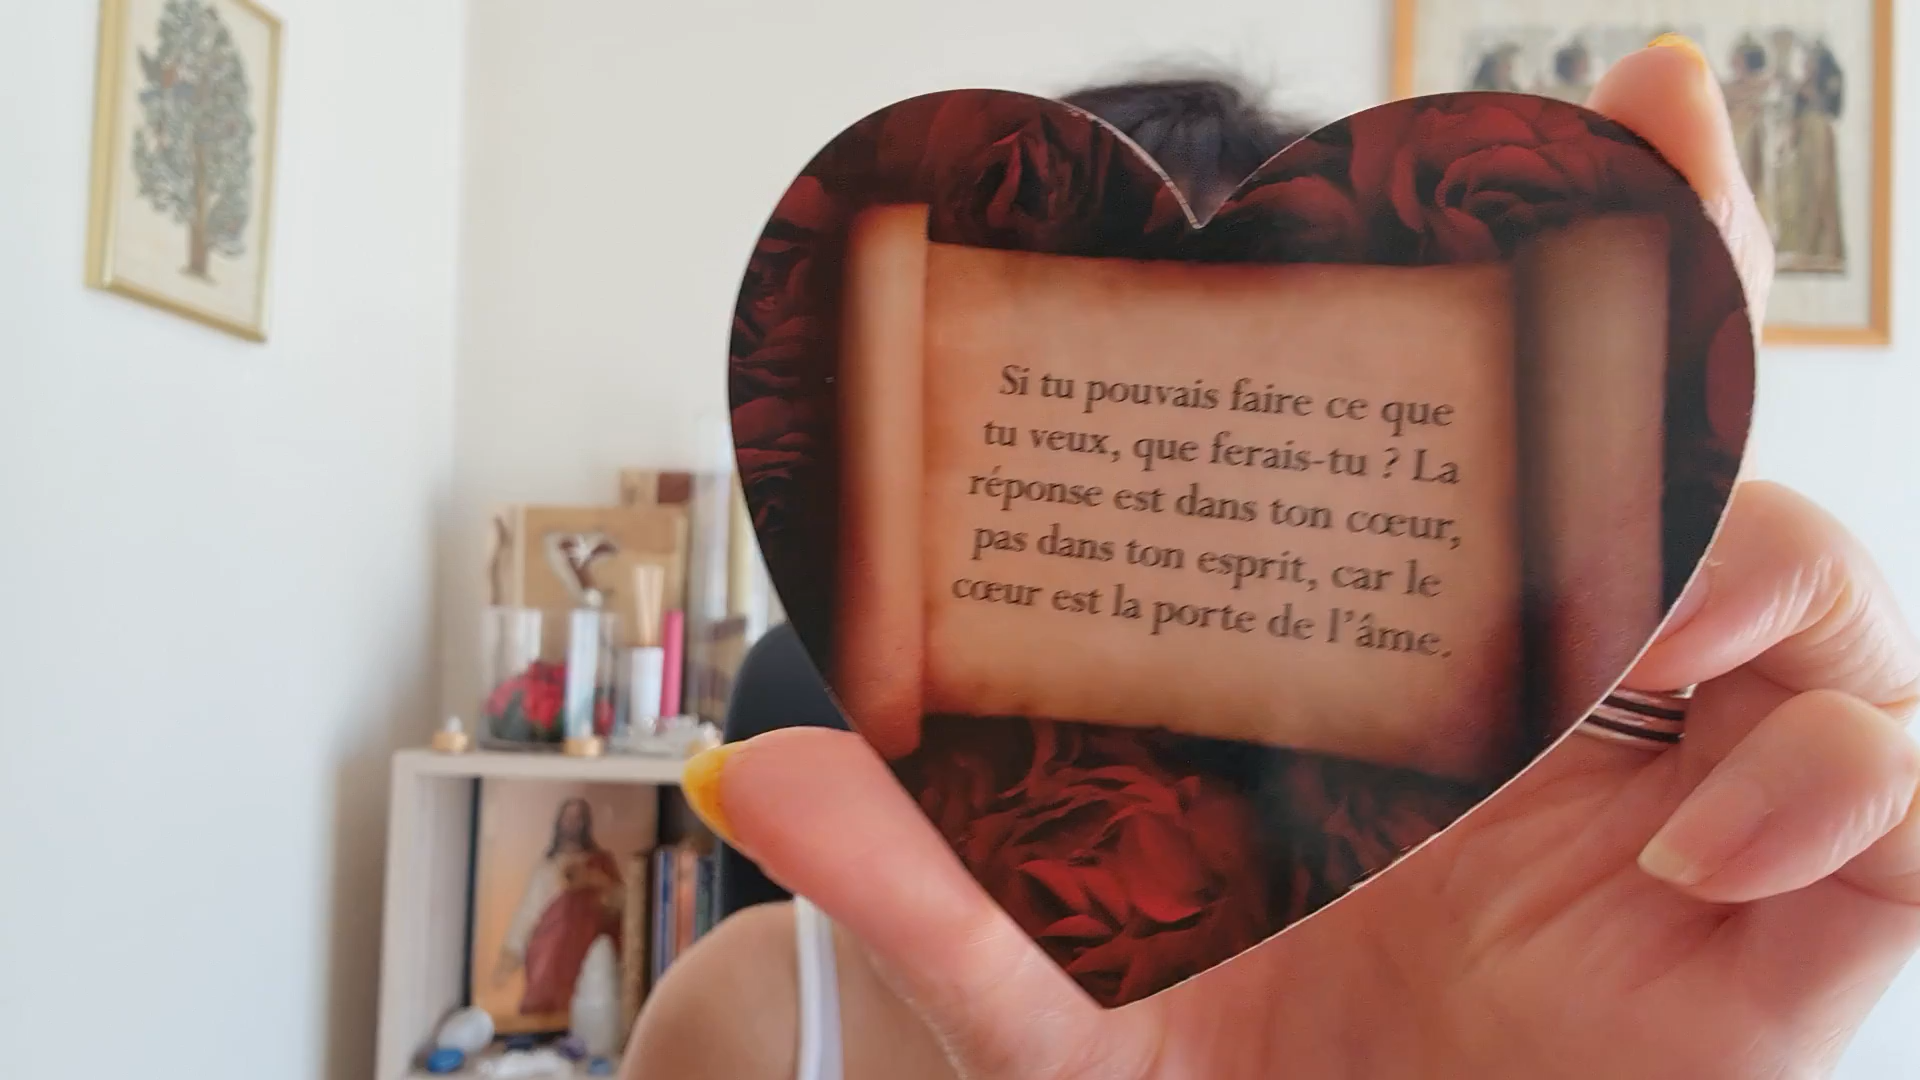 Si tu pouvais faire ce que
tu veux, que ferais-tu ? La
réponse est dans ton cœur,
pas dans ton esprit, car le
cœur est la porte de l’âme.